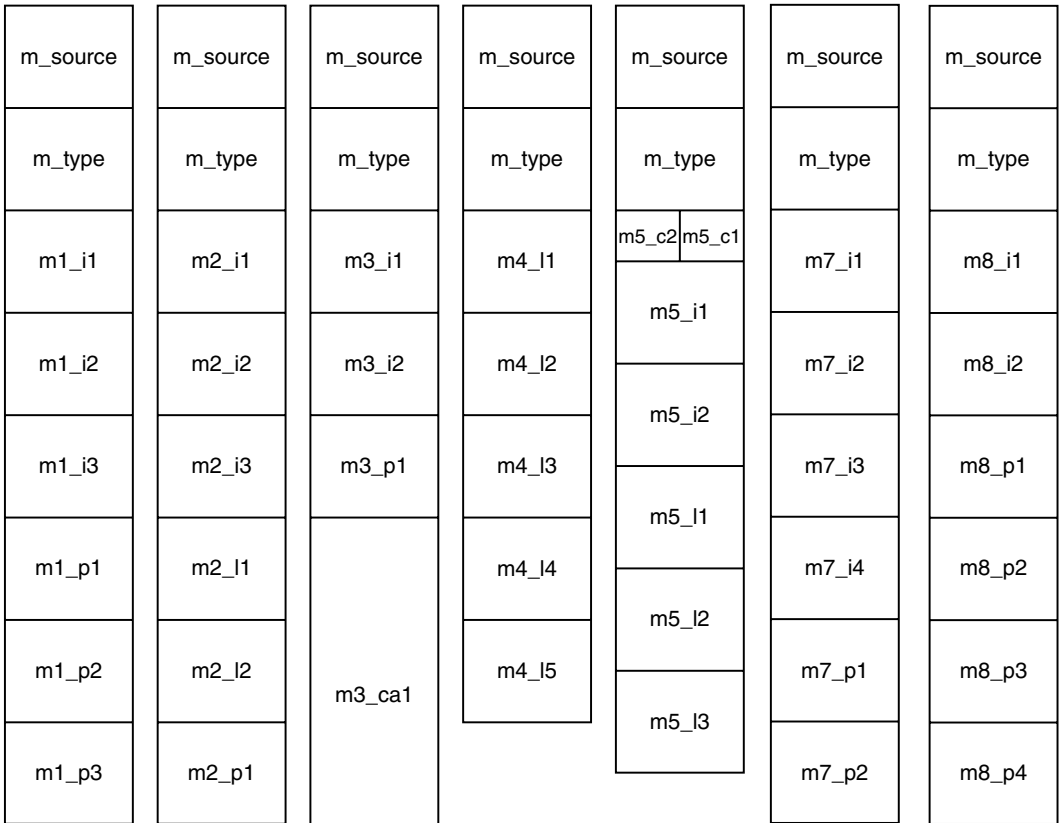 m_source m_source m_source m_source m_source m_source m_source
m_type m_type m_type m_type m_type m_type m_type
m5_c2 m5_c1
m1_i1 m2_i1 m3_i1 m4_l1 m7_i1 m8_i1
m5_i1
m1_i2 m2_i2 m3_i2 m4_l2 m7_i2 m8_i2
m5_i2
m1_i3 m2_i3 m3_p1 m4_l3 m7_i3 m8_p1
m5_l1
m1_p1 m2_l1 m4_l4 m7_i4 m8_p2
m5_l2
m1_p2 m2_l2 m4_l5 m7_p1 m8_p3
m3_ca1
m5_l3
m1_p3 m2_p1 m7_p2 m8_p4